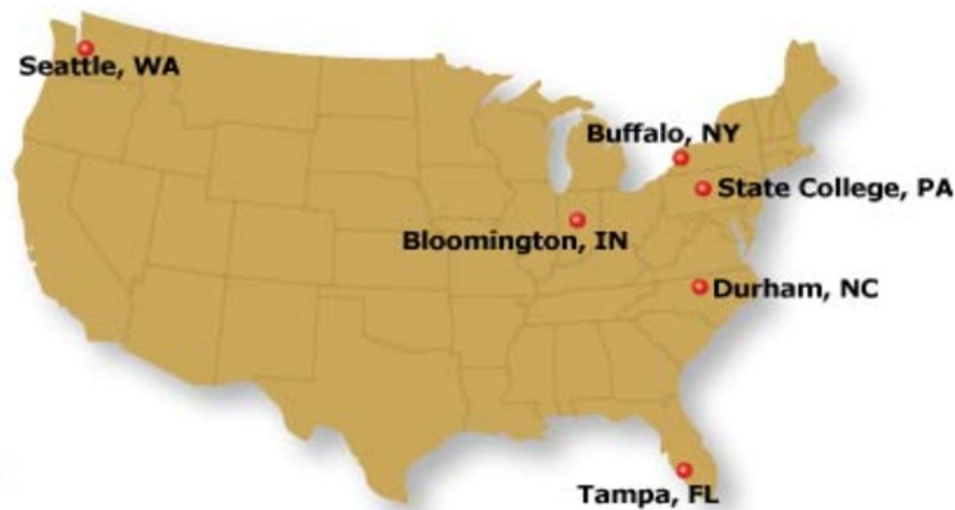 Seattle, WA
Buffalo, NY
State College, PA
Bloomington, IN
Durham, NC
Tampa, FL